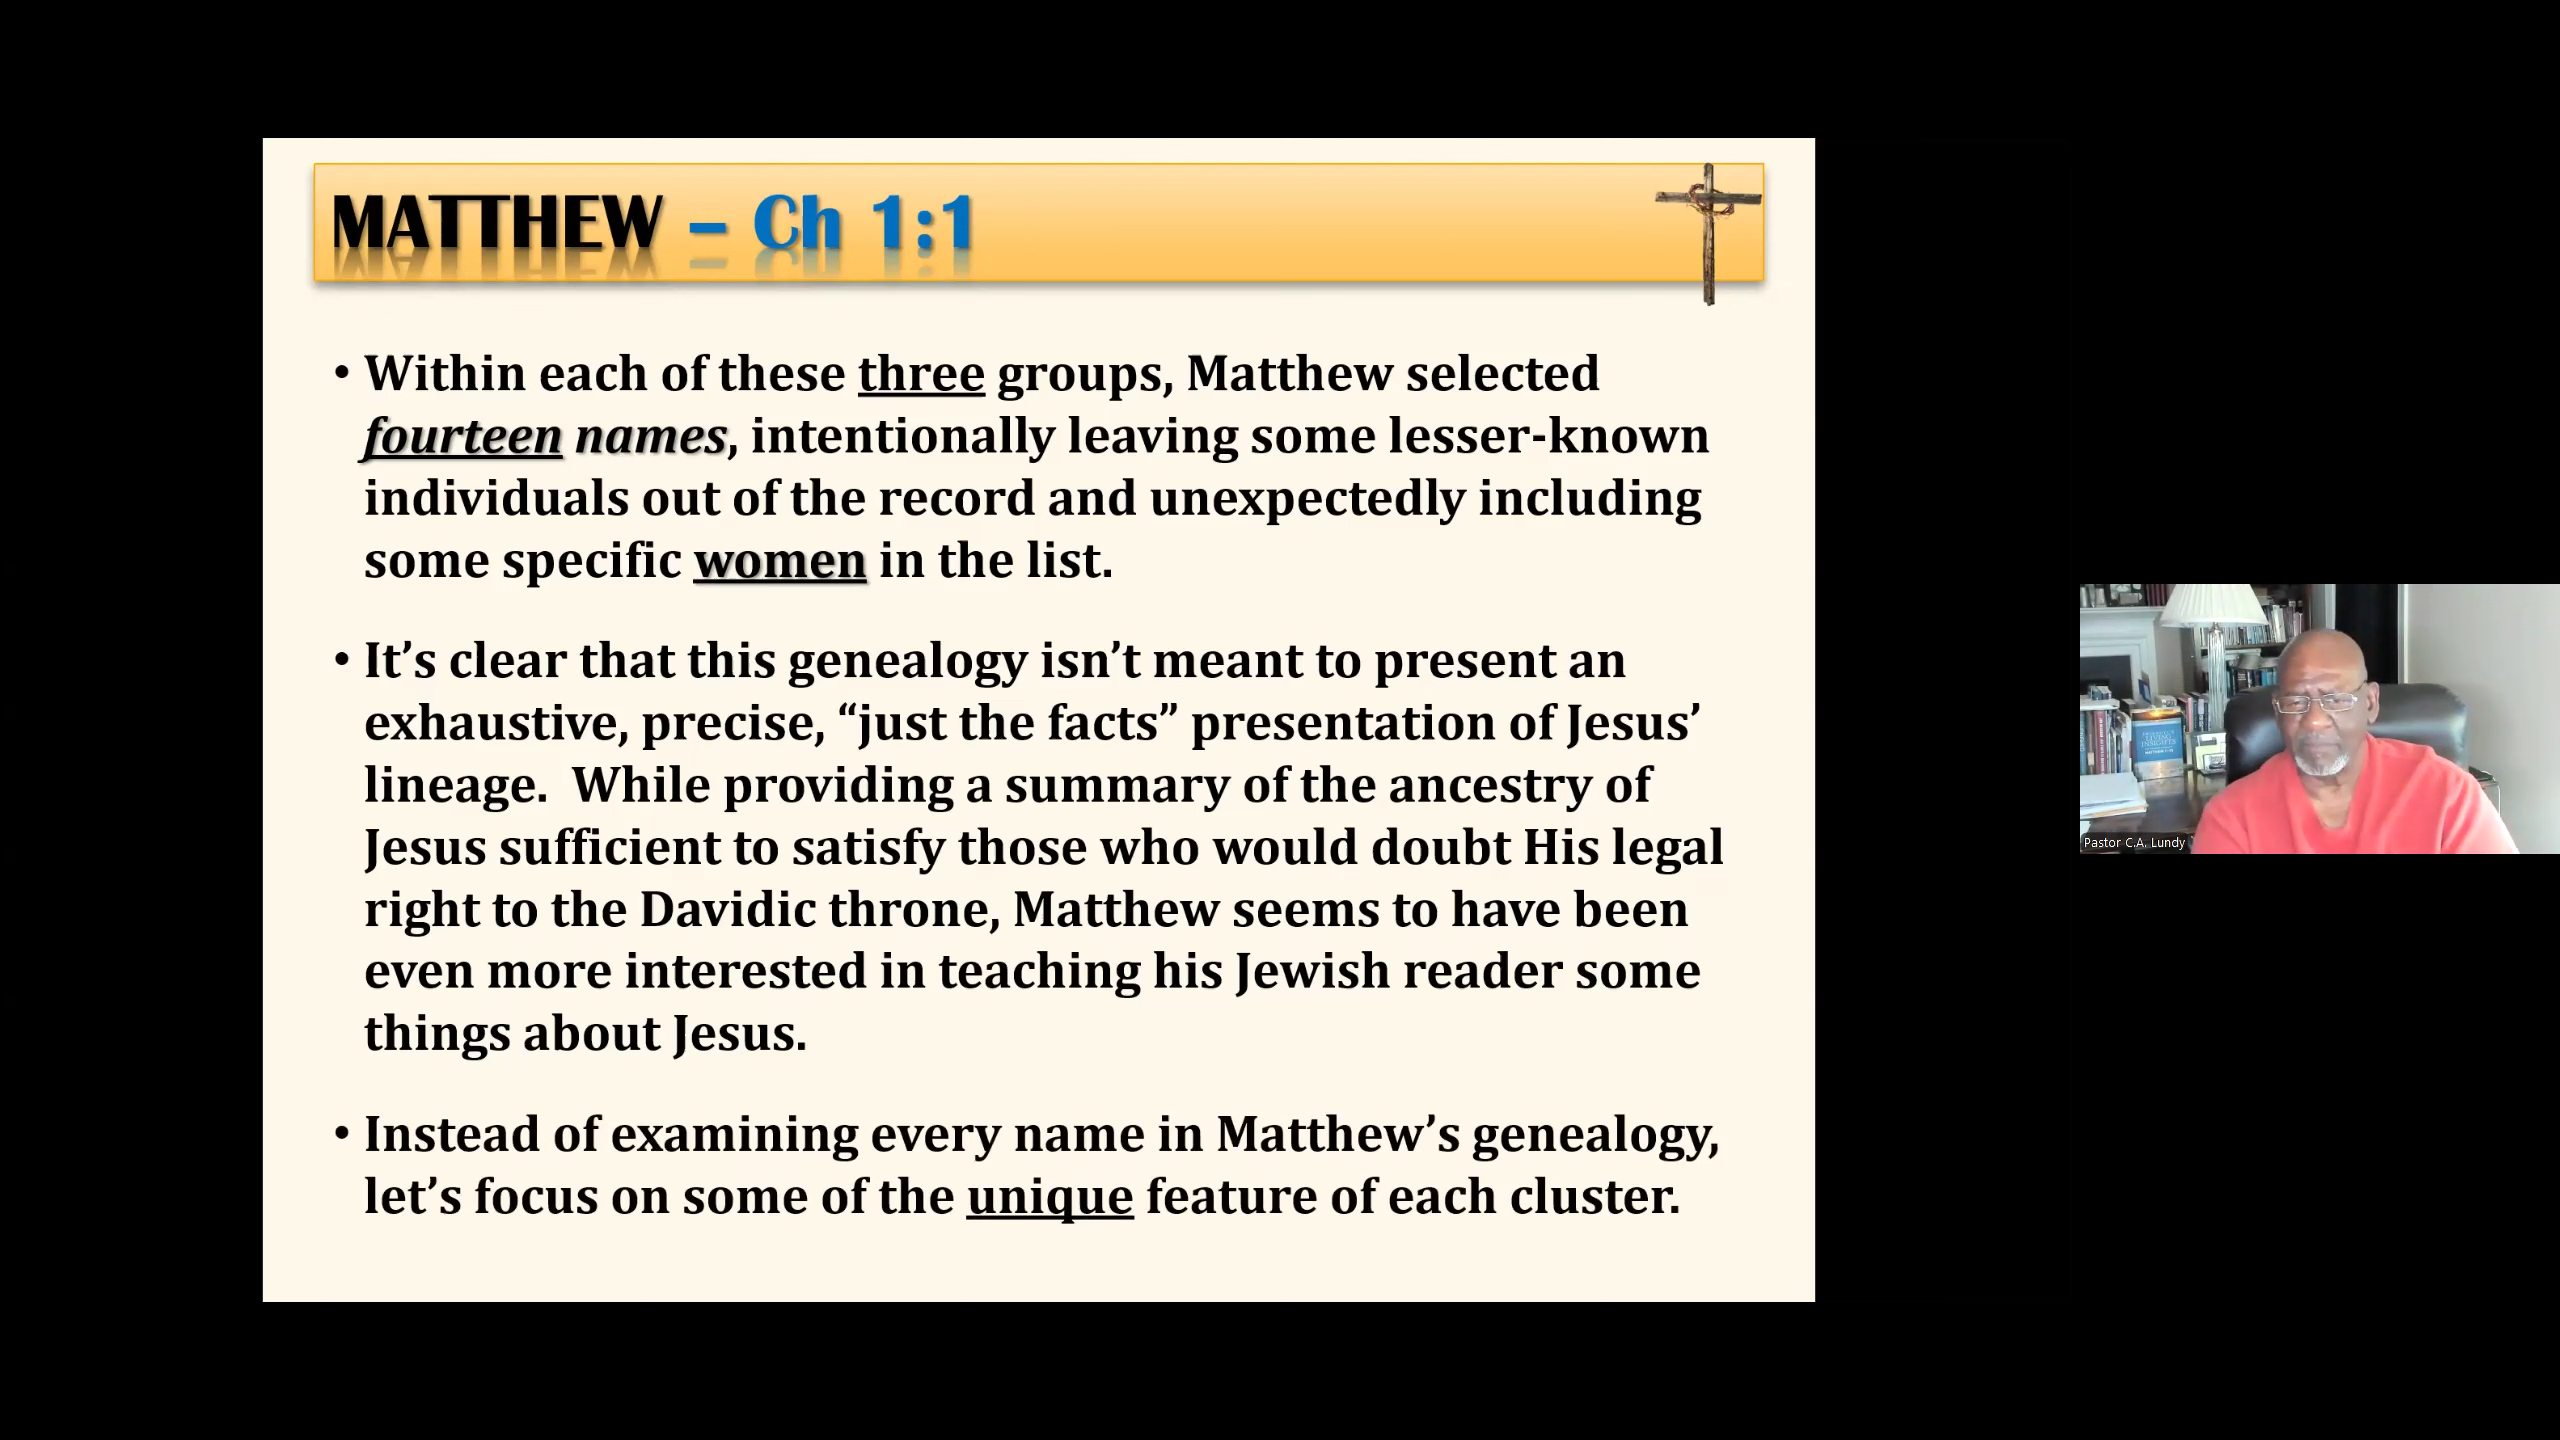 MATTHEW – Ch 1:1
• Within each of these three groups, Matthew selected
fourteen names, intentionally leaving some lesser-known
individuals out of the record and unexpectedly including
some specific women in the list.
• It’s clear that this genealogy isn’t meant to present an
exhaustive, precise, “just the facts” presentation of Jesus’
lineage.  While providing a summary of the ancestry of
Jesus sufficient to satisfy those who would doubt His legal
right to the Davidic throne, Matthew seems to have been
even more interested in teaching his Jewish reader some
things about Jesus.
• Instead of examining every name in Matthew’s genealogy,
let’s focus on some of the unique feature of each cluster.
LIVING
INSIGHTS
Pastor C.A. Lundy